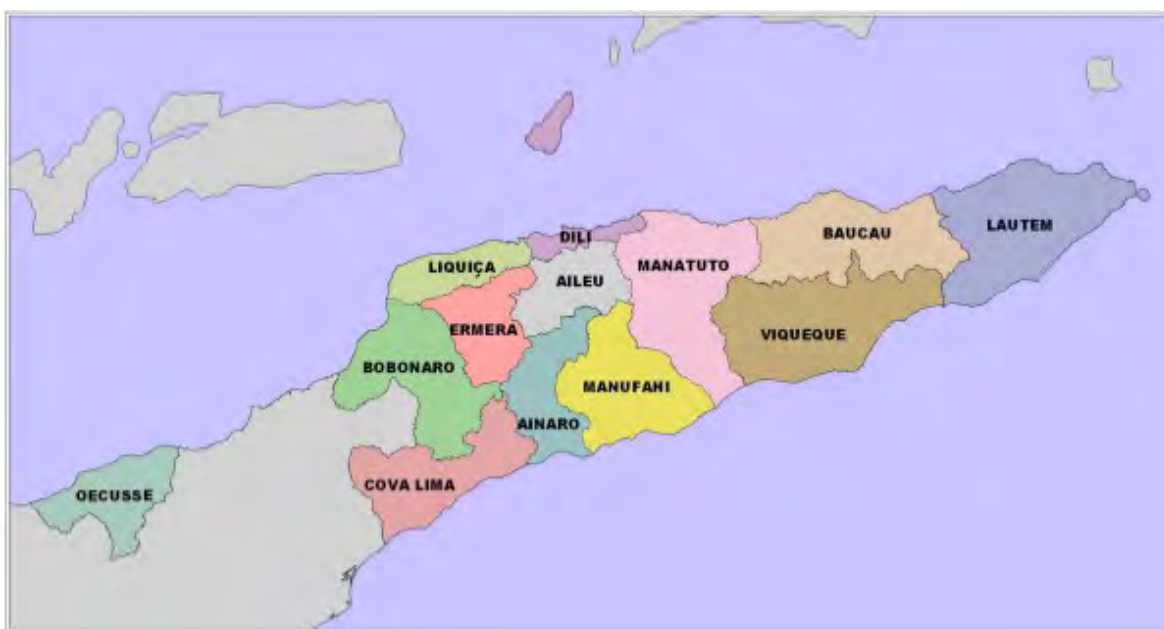 LAUTEM
BAUCAU
DILI
MANATUTO
LIQUIÇA
AILEU
ERMERA
VIQUEQUE
BOBONARO
MANUFAHI
AINARO
COVA LIMA
OECUSSE